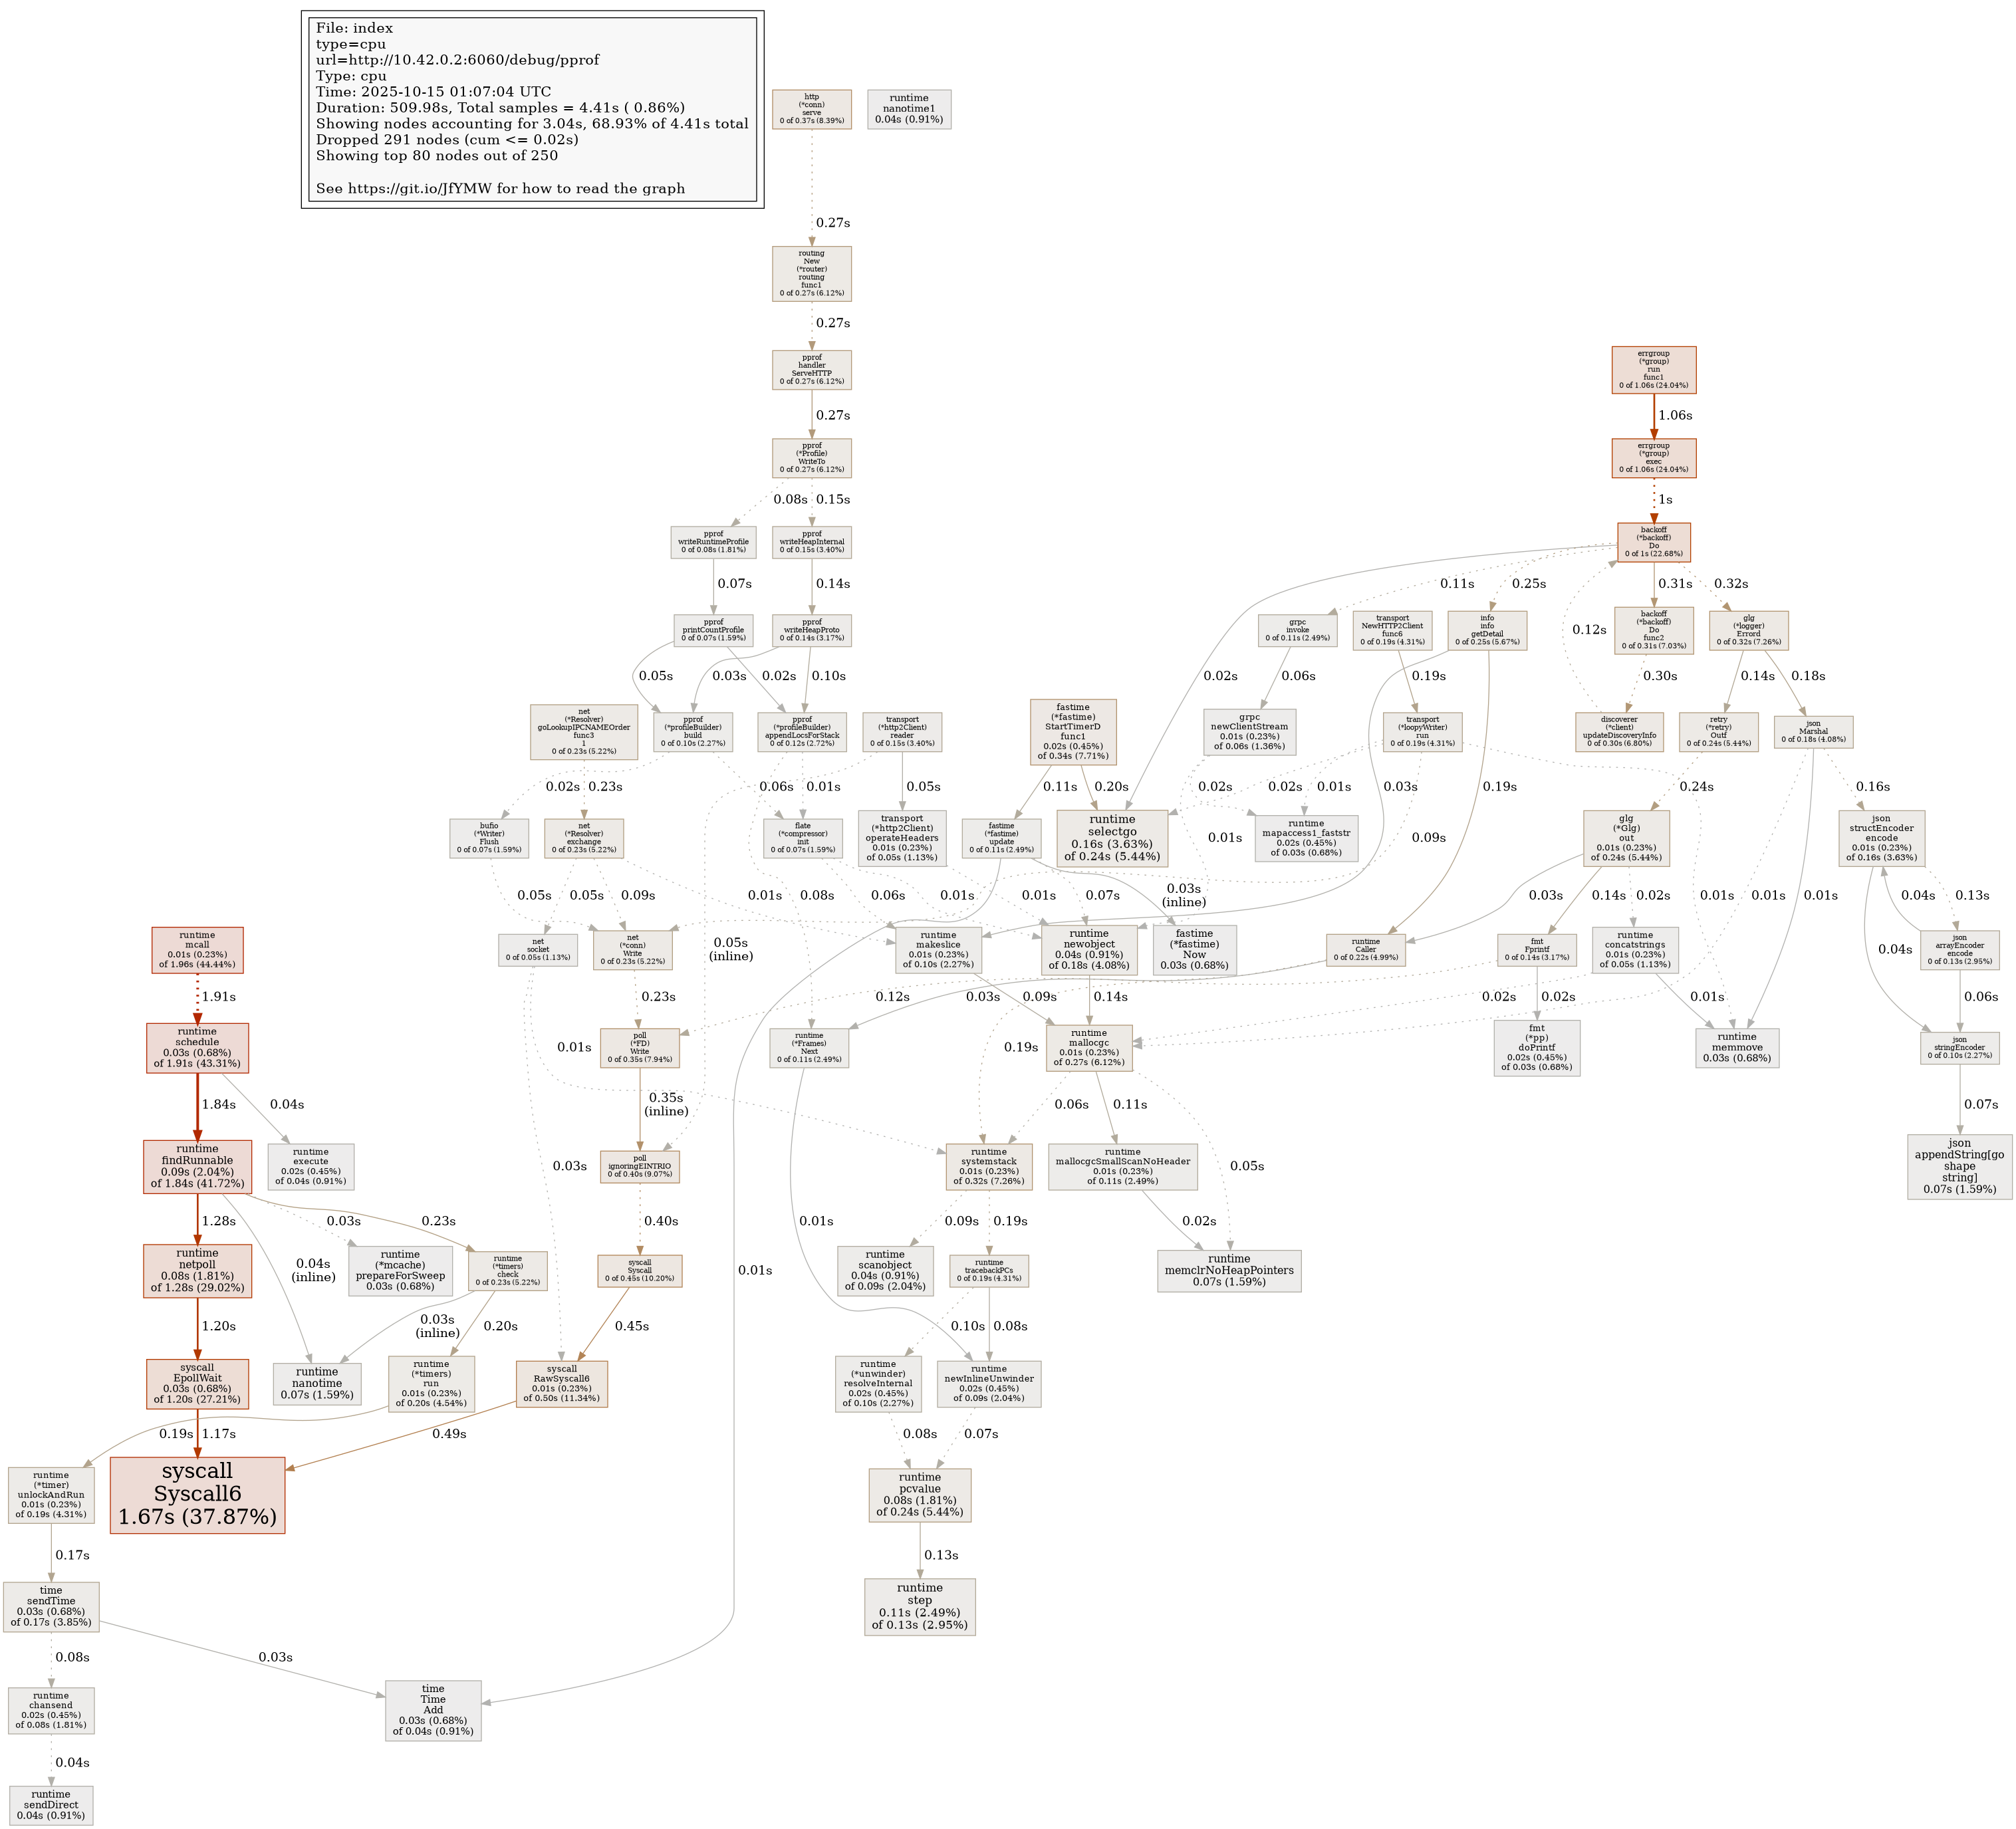 File: index
type=cpu
url=http://10.42.0.2:6060/debug/pprof
Type: cpu
Time: 2025-10-15 01:07:04 UTC
Duration: 509.98s, Total samples = 4.41s ( 0.86%)
Showing nodes accounting for 3.04s, 68.93% of 4.41s total
Dropped 291 nodes (cum <= 0.02s)
Showing top 80 nodes out of 250
See https://git.io/JfYMW for how to read the graph
http
(*conn)
serve
0 of 0.37s (8.39%)
runtime
nanotime1
0.04s (0.91%)
0.27s
routing
New
(*router)
routing
func1
0 of 0.27s (6.12%)
0.27s
pprof
handler
ServeHTTP
0 of 0.27s (6.12%)
0.27s
pprof
(*Profile)
WriteTo
0 of 0.27s (6.12%)
0.08s
0.15s
pprof
writeRuntimeProfile
0 of 0.08s (1.81%)
pprof
writeHeapInternal
0 of 0.15s (3.40%)
0.07s
0.14s
pprof
printCountProfile
0 of 0.07s (1.59%)
pprof
writeHeapProto
0 of 0.14s (3.17%)
0.05s
0.02s
0.03s
0.10s
errgroup
(*group)
run
func1
0 of 1.06s (24.04%)
1.06s
errgroup
(*group)
exec
0 of 1.06s (24.04%)
1s
backoff
(*backoff)
Do
0 of 1s (22.68%)
0.02s
0.11s
0.25s
0.12s
0.31s
0.32s
grpc
invoke
0 of 0.11s (2.49%)
transport
NewHTTP2Client
func6
0 of 0.19s (4.31%)
info
info
getDetail
0 of 0.25s (5.67%)
backoff
(*backoff)
Do
func2
0 of 0.31s (7.03%)
glg
(*logger)
Errord
0 of 0.32s (7.26%)
0.06s
0.19s
0.03s
0.19s
0.30s
0.14s
0.18s
net
(*Resolver)
goLookupIPCNAMEOrder
func3
1
0 of 0.23s (5.22%)
pprof
(*profileBuilder)
build
0 of 0.10s (2.27%)
pprof
(*profileBuilder)
appendLocsForStack
0 of 0.12s (2.72%)
transport
(*http2Client)
reader
0 of 0.15s (3.40%)
fastime
(*fastime)
StartTimerD
func1
0.02s (0.45%)
of 0.34s (7.71%)
grpc
newClientStream
0.01s (0.23%)
of 0.06s (1.36%)
transport
(*loopyWriter)
run
0 of 0.19s (4.31%)
discoverer
(*client)
updateDiscoveryInfo
0 of 0.30s (6.80%)
retry
(*retry)
Outf
0 of 0.24s (5.44%)
json
Marshal
0 of 0.18s (4.08%)
0.23s
0.02s
0.06s
0.01s
0.08s
0.05s
0.05s
(inline)
0.11s
0.20s
0.02s
0.01s
0.02s
0.01s
0.09s
0.01s
0.24s
0.01s
0.01s
0.16s
bufio
(*Writer)
Flush
0 of 0.07s (1.59%)
net
(*Resolver)
exchange
0 of 0.23s (5.22%)
flate
(*compressor)
init
0 of 0.07s (1.59%)
transport
(*http2Client)
operateHeaders
0.01s (0.23%)
of 0.05s (1.13%)
fastime
(*fastime)
update
0 of 0.11s (2.49%)
runtime
selectgo
0.16s (3.63%)
of 0.24s (5.44%)
runtime
mapaccess1_faststr
0.02s (0.45%)
of 0.03s (0.68%)
glg
(*Glg)
out
0.01s (0.23%)
of 0.24s (5.44%)
json
structEncoder
encode
0.01s (0.23%)
of 0.16s (3.63%)
0.05s
0.05s
0.09s
0.01s
0.06s
0.01s
0.01s
0.07s
0.03s
(inline)
0.01s
0.03s
0.14s
0.02s
0.04s
0.04s
0.13s
runtime
mcall
0.01s (0.23%)
of 1.96s (44.44%)
net
socket
0 of 0.05s (1.13%)
net
(*conn)
Write
0 of 0.23s (5.22%)
runtime
makeslice
0.01s (0.23%)
of 0.10s (2.27%)
runtime
newobject
0.04s (0.91%)
of 0.18s (4.08%)
fastime
(*fastime)
Now
0.03s (0.68%)
runtime
Caller
0 of 0.22s (4.99%)
fmt
Fprintf
0 of 0.14s (3.17%)
runtime
concatstrings
0.01s (0.23%)
of 0.05s (1.13%)
json
arrayEncoder
encode
0 of 0.13s (2.95%)
1.91s
0.01s
0.03s
0.23s
0.09s
0.14s
0.03s
0.19s
0.12s
0.02s
0.02s
0.01s
0.06s
runtime
schedule
0.03s (0.68%)
of 1.91s (43.31%)
poll
(*FD)
Write
0 of 0.35s (7.94%)
runtime
(*Frames)
Next
0 of 0.11s (2.49%)
runtime
mallocgc
0.01s (0.23%)
of 0.27s (6.12%)
fmt
(*pp)
doPrintf
0.02s (0.45%)
of 0.03s (0.68%)
runtime
memmove
0.03s (0.68%)
json
stringEncoder
0 of 0.10s (2.27%)
1.84s
0.04s
0.35s
(inline)
0.01s
0.06s
0.11s
0.05s
0.07s
runtime
findRunnable
0.09s (2.04%)
of 1.84s (41.72%)
runtime
execute
0.02s (0.45%)
of 0.04s (0.91%)
poll
ignoringEINTRIO
0 of 0.40s (9.07%)
runtime
systemstack
0.01s (0.23%)
of 0.32s (7.26%)
runtime
mallocgcSmallScanNoHeader
0.01s (0.23%)
of 0.11s (2.49%)
json
appendString[go
shape
string]
0.07s (1.59%)
1.28s
0.04s
(inline)
0.03s
0.23s
0.40s
0.09s
0.19s
0.02s
runtime
netpoll
0.08s (1.81%)
of 1.28s (29.02%)
runtime
(*mcache)
prepareForSweep
0.03s (0.68%)
runtime
(*timers)
check
0 of 0.23s (5.22%)
syscall
Syscall
0 of 0.45s (10.20%)
runtime
scanobject
0.04s (0.91%)
of 0.09s (2.04%)
runtime
tracebackPCs
0 of 0.19s (4.31%)
runtime
memclrNoHeapPointers
0.07s (1.59%)
1.20s
0.03s
(inline)
0.20s
0.45s
0.10s
0.08s
syscall
EpollWait
0.03s (0.68%)
of 1.20s (27.21%)
runtime
nanotime
0.07s (1.59%)
runtime
(*timers)
run
0.01s (0.23%)
of 0.20s (4.54%)
syscall
RawSyscall6
0.01s (0.23%)
of 0.50s (11.34%)
runtime
(*unwinder)
resolveInternal
0.02s (0.45%)
of 0.10s (2.27%)
runtime
newInlineUnwinder
0.02s (0.45%)
of 0.09s (2.04%)
0.19s
1.17s
0.49s
0.08s
0.07s
runtime
(*timer)
unlockAndRun
0.01s (0.23%)
of 0.19s (4.31%)
syscall
Syscall6
1.67s (37.87%)
runtime
pcvalue
0.08s (1.81%)
of 0.24s (5.44%)
0.17s
0.13s
time
sendTime
0.03s (0.68%)
of 0.17s (3.85%)
runtime
step
0.11s (2.49%)
of 0.13s (2.95%)
0.08s
0.03s
runtime
chansend
0.02s (0.45%)
of 0.08s (1.81%)
time
Time
Add
0.03s (0.68%)
of 0.04s (0.91%)
0.04s
runtime
sendDirect
0.04s (0.91%)